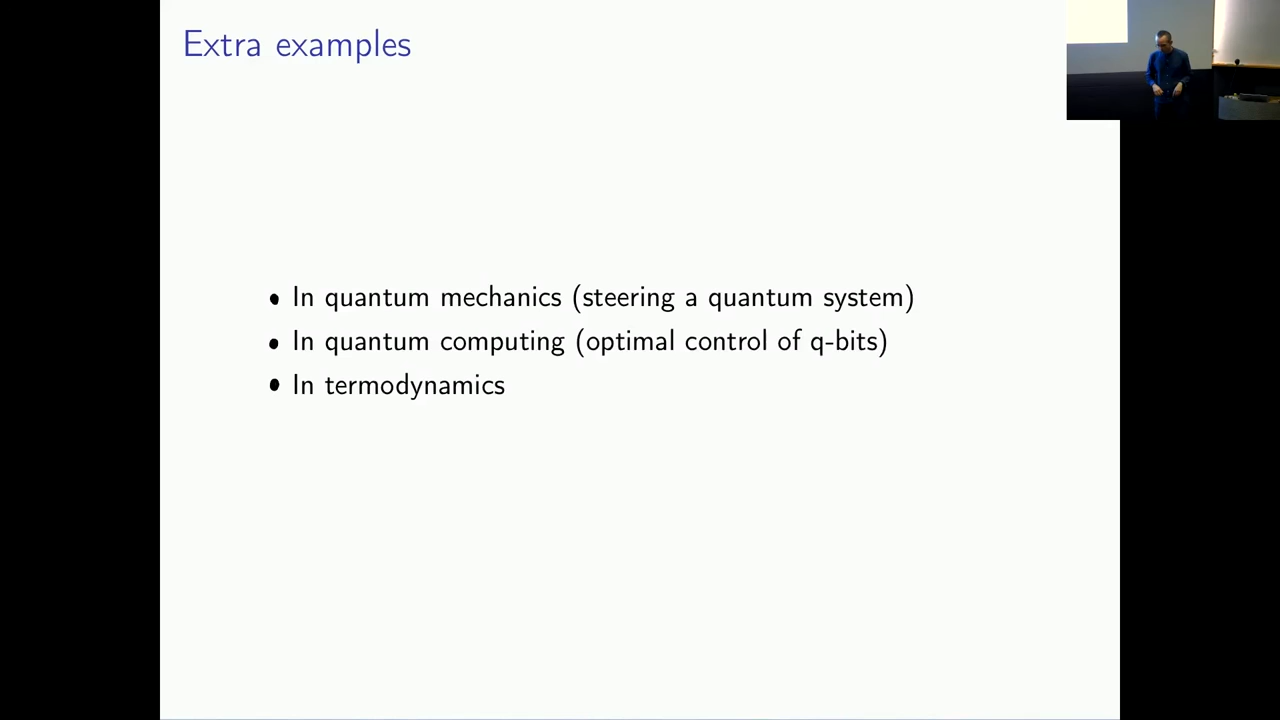 Extra examples
• In quantum mechanics (steering a quantum system)
• In quantum computing (optimal control of q-bits)
• In termodynamics